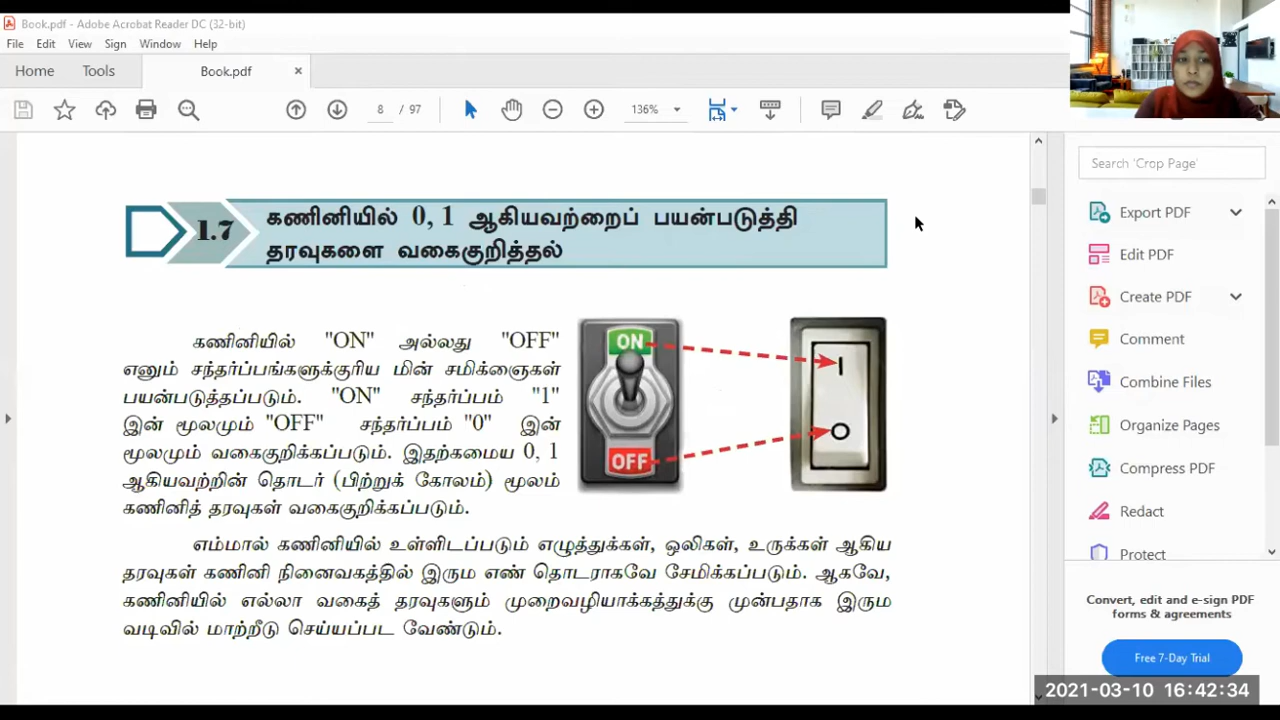 Book.pdf - Adobe Acrobat Reader DC (32-bit)
File Edit View Sign Window Help
Home Tools Book.pdf ×
8 / 97 136%
Search 'Crop Page'
1.7 கணினியில் 0, 1 ஆகியவற்றைப் பயன்படுத்தி
தரவுகளை வகைகுறித்தல்
கணினியில் "ON" அல்லது "OFF"
எனும் சந்தர்ப்பங்களுக்குரிய மின் சமிக்ஞைகள்
பயன்படுத்தப்படும். "ON" சந்தர்ப்பம் "1"
இன் மூலமும் "OFF" சந்தர்ப்பம் "0" இன்
மூலமும் வகைகுறிக்கப்படும். இதற்கமைய 0, 1
ஆகியவற்றின் தொடர் (பிற்றுக் கோலம்) மூலம்
கணினித் தரவுகள் வகைகுறிக்கப்படும்.
ON
OFF
I
O
எம்மால் கணினியில் உள்ளிடப்படும் எழுத்துக்கள், ஒலிகள், உருக்கள் ஆகிய
தரவுகள் கணினி நினைவகத்தில் இரும எண் தொடராகவே சேமிக்கப்படும். ஆகவே,
கணினியில் எல்லா வகைத் தரவுகளும் முறைவழியாக்கத்துக்கு முன்பதாக இரும
வடிவில் மாற்றீடு செய்யப்பட வேண்டும்.
Export PDF
Edit PDF
Create PDF
Comment
Combine Files
Organize Pages
Compress PDF
Redact
Protect
Convert, edit and e-sign PDF
forms & agreements
Free 7-Day Trial
2021-03-10 16:42:34